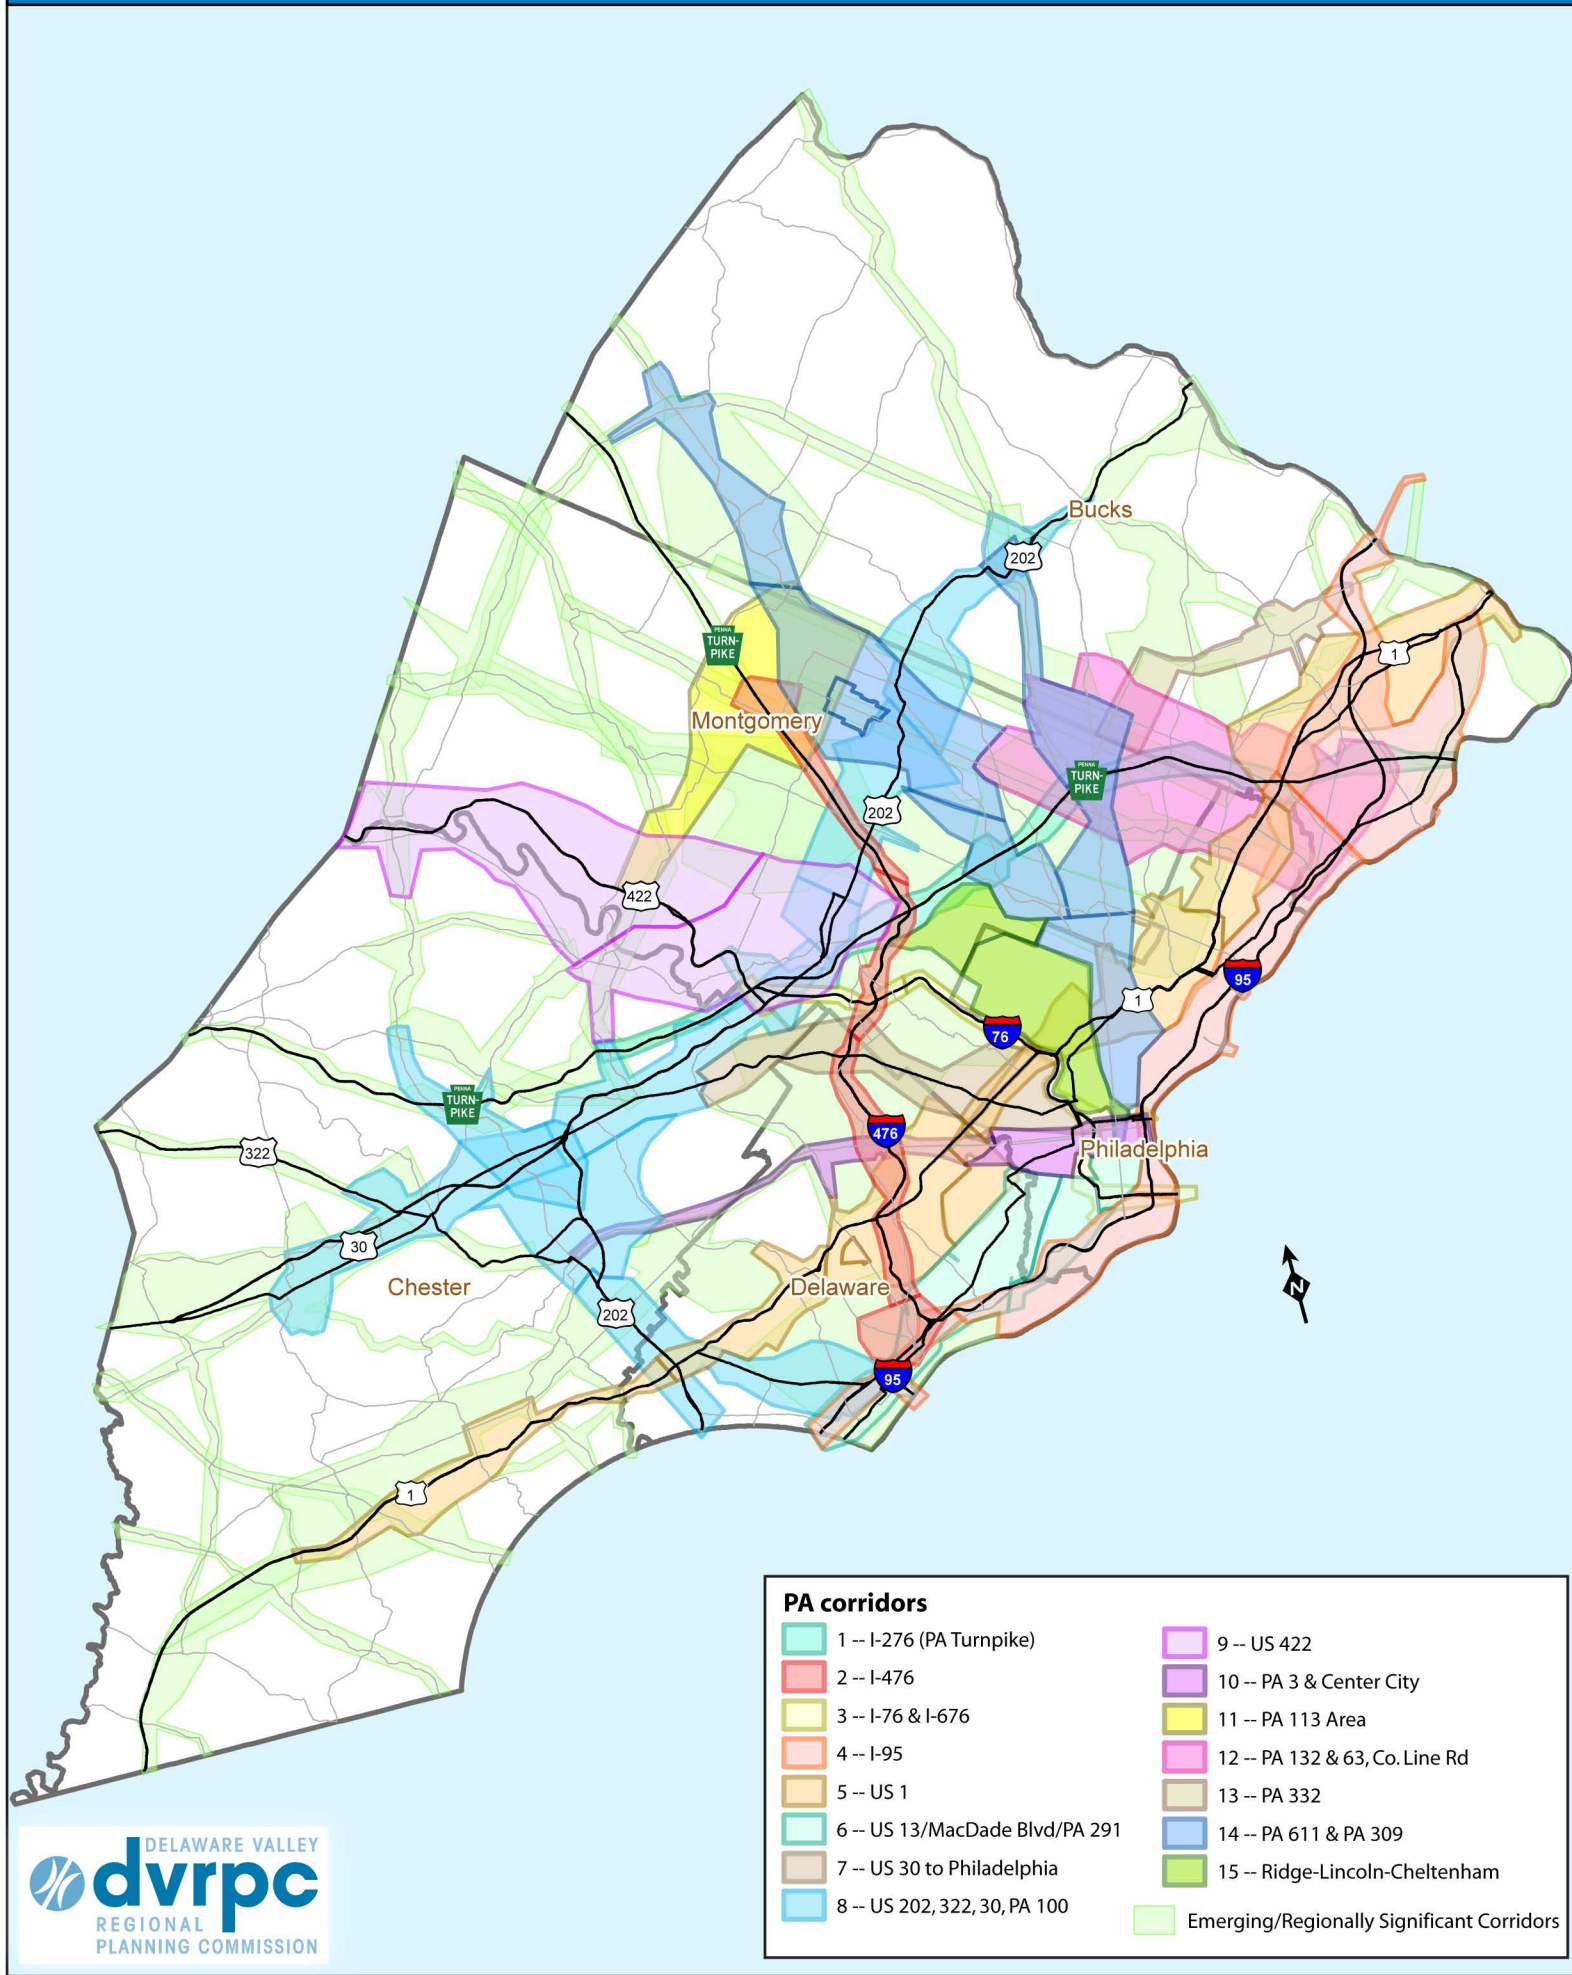 Bucks
202
PENNA
TURN-
PIKE
1
Montgomery
PENNA
TURN-
PIKE
202
422
95
1
76
PENNA
TURN-
PIKE
476
Philadelphia
322
30
Chester
Delaware
N
202
95
1
PA corridors
1 -- I-276 (PA Turnpike)
2 -- I-476
3 -- I-76 & I-676
4 -- I-95
5 -- US 1
6 -- US 13/MacDade Blvd/PA 291
7 -- US 30 to Philadelphia
8 -- US 202, 322, 30, PA 100
9 -- US 422
10 -- PA 3 & Center City
11 -- PA 113 Area
12 -- PA 132 & 63, Co. Line Rd
13 -- PA 332
14 -- PA 611 & PA 309
15 -- Ridge-Lincoln-Cheltenham
Emerging/Regionally Significant Corridors
DELAWARE VALLEY
dvrpc
REGIONAL
PLANNING COMMISSION